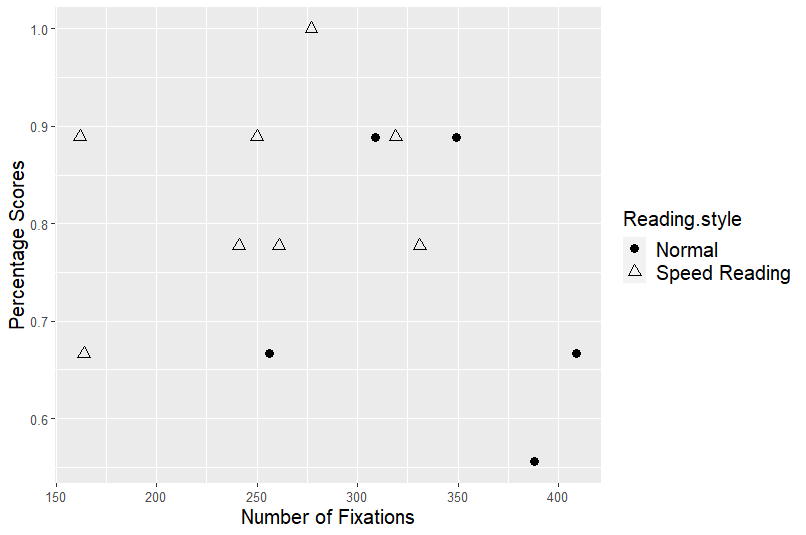 1.0
0.9
0.8
0.7
0.6
Percentage Scores
150 200 250 300 350 400
Number of Fixations
Reading.style
Normal
Speed Reading